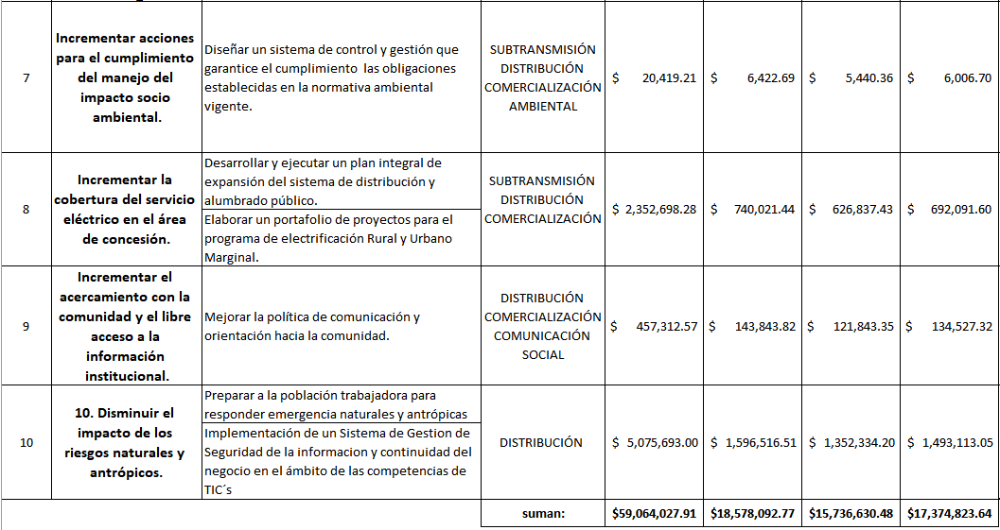 7
Incrementar acciones
para el cumplimiento
del manejo del
impacto socio
ambiental.
Diseñar un sistema de control y gestión que
garantice el cumplimiento las obligaciones
establecidas en la normativa ambiental
vigente.
SUBTRANSMISIÓN
DISTRIBUCIÓN
COMERCIALIZACIÓN
AMBIENTAL
$ 20,419.21
$ 6,422.69
$ 5,440.36
$ 6,006.70
8
Incrementar la
cobertura del servicio
eléctrico en el área
de concesión.
Desarrollar y ejecutar un plan integral de
expansión del sistema de distribución y
alumbrado público.
Elaborar un portafolio de proyectos para el
programa de electrificación Rural y Urbano
Marginal.
SUBTRANSMISIÓN
DISTRIBUCIÓN
COMERCIALIZACIÓN
$ 2,352,698.28
$ 740,021.44
$ 626,837.43
$ 692,091.60
9
Incrementar el
acercamiento con la
comunidad y el libre
acceso a la
información
institucional.
Mejorar la política de comunicación y
orientación hacia la comunidad.
DISTRIBUCIÓN
COMERCIALIZACIÓN
COMUNICACIÓN
SOCIAL
$ 457,312.57
$ 143,843.82
$ 121,843.35
$ 134,527.32
10
10. Disminuir el
impacto de los
riesgos naturales y
antrópicos.
Preparar a la población trabajadora para
responder emergencia naturales y antrópicas
Implementación de un Sistema de Gestion de
Seguridad de la informacion y continuidad del
negocio en el ámbito de las competencias de
TIC´s
DISTRIBUCIÓN
$ 5,075,693.00
$ 1,596,516.51
$ 1,352,334.20
$ 1,493,113.05
suman:
$59,064,027.91
$18,578,092.77
$15,736,630.48
$17,374,823.64